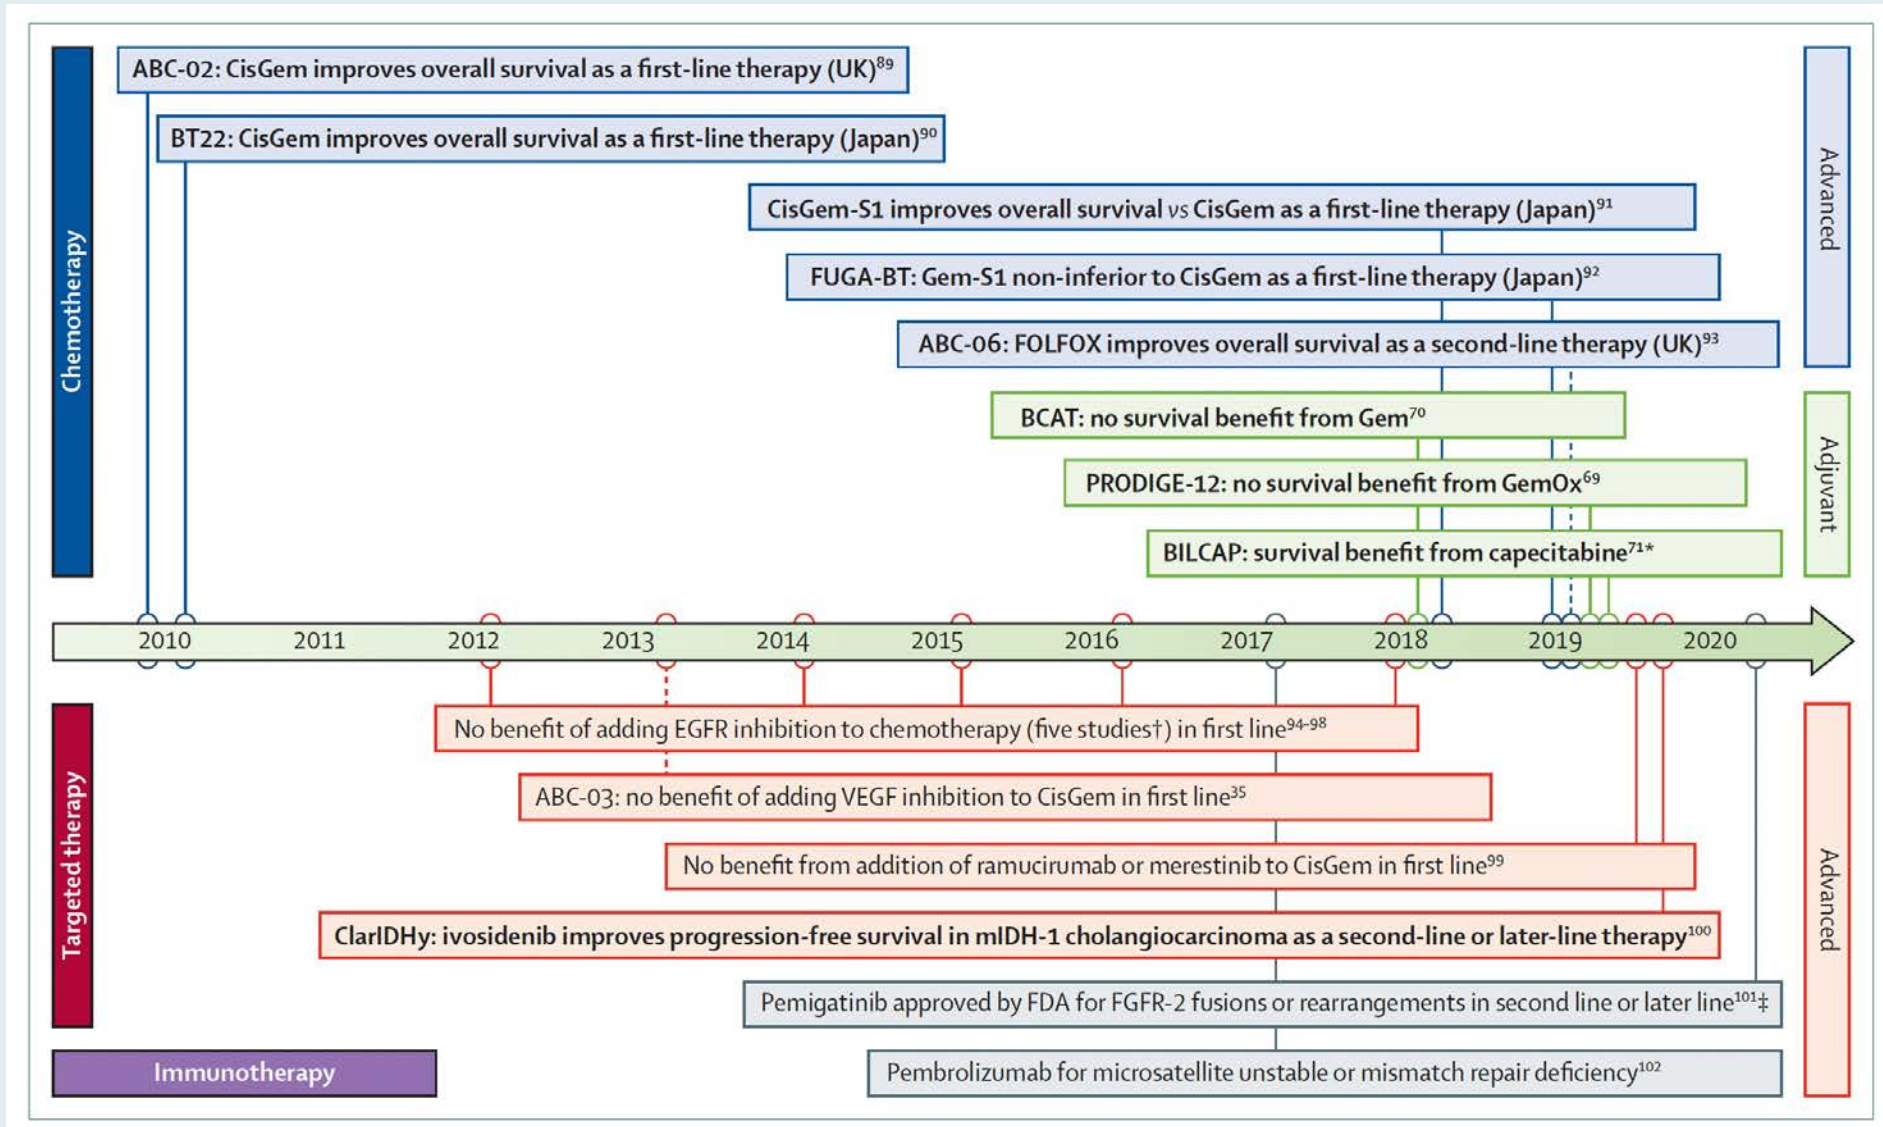 Chemotherapy
ABC-02: CisGem improves overall survival as a first-line therapy (UK)⁸⁹
BT22: CisGem improves overall survival as a first-line therapy (Japan)⁹⁰
CisGem-S1 improves overall survival vs CisGem as a first-line therapy (Japan)⁹¹
FUGA-BT: Gem-S1 non-inferior to CisGem as a first-line therapy (Japan)⁹²
ABC-06: FOLFOX improves overall survival as a second-line therapy (UK)⁹³
Advanced
BCAT: no survival benefit from Gem⁷⁰
PRODIGE-12: no survival benefit from GemOx⁶⁹
BILCAP: survival benefit from capecitabine⁷¹*
Adjuvant
2010 2011 2012 2013 2014 2015 2016 2017 2018 2019 2020
Targeted therapy
No benefit of adding EGFR inhibition to chemotherapy (five studies†) in first line⁹⁴⁻⁹⁸
ABC-03: no benefit of adding VEGF inhibition to CisGem in first line³⁵
No benefit from addition of ramucirumab or merestinib to CisGem in first line⁹⁹
ClarIDHy: ivosidenib improves progression-free survival in mIDH-1 cholangiocarcinoma as a second-line or later-line therapy¹⁰⁰
Pemigatinib approved by FDA for FGFR-2 fusions or rearrangements in second line or later line¹⁰¹‡
Advanced
Immunotherapy
Pembrolizumab for microsatellite unstable or mismatch repair deficiency¹⁰²